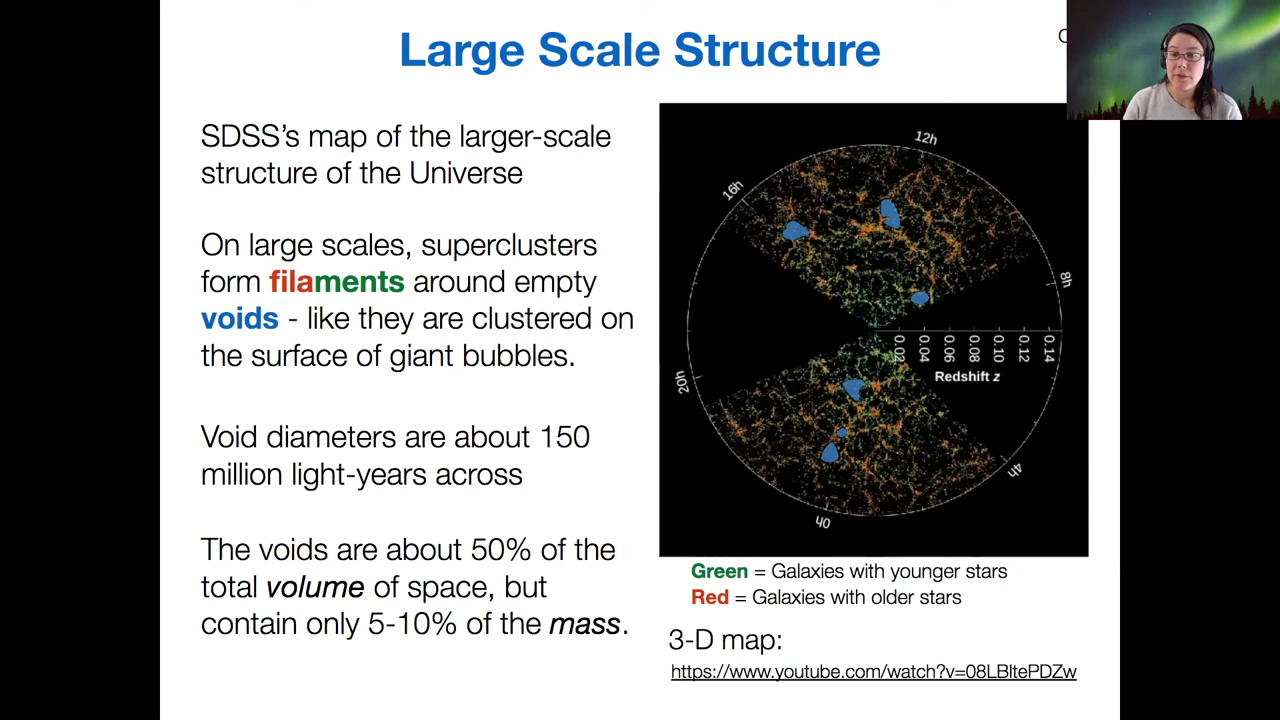 Large Scale Structure
SDSS's map of the larger-scale
structure of the Universe
On large scales, superclusters
form filaments around empty
voids - like they are clustered on
the surface of giant bubbles.
Void diameters are about 150
million light-years across
The voids are about 50% of the
total volume of space, but
contain only 5-10% of the mass.
12h
16h
8h
20h
4h
0h
0.02 0.04 0.06 0.08 0.10 0.12 0.14
Redshift z
Green = Galaxies with younger stars
Red = Galaxies with older stars
3-D map:
https://www.youtube.com/watch?v=08LBltePDZw